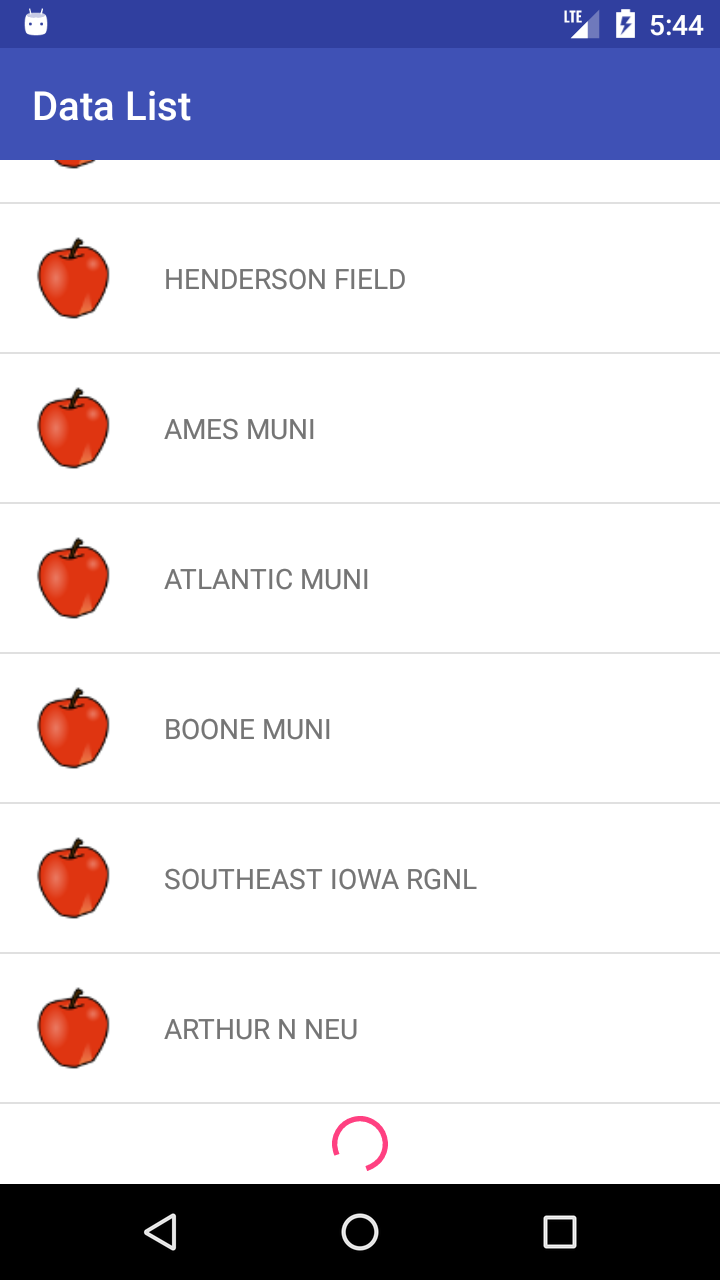 LTE 5:44
Data List
HENDERSON FIELD
AMES MUNI
ATLANTIC MUNI
BOONE MUNI
SOUTHEAST IOWA RGNL
ARTHUR N NEU